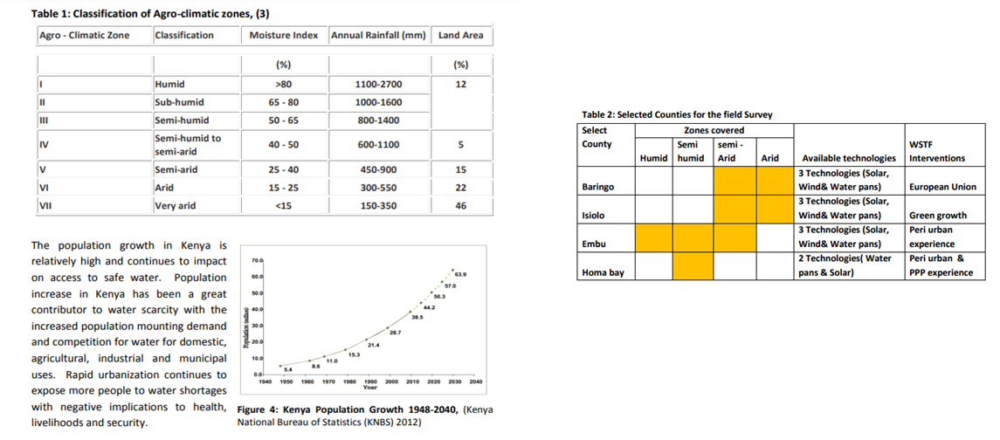 Table 1: Classification of Agro-climatic zones, (3)
Agro - Climatic Zone Classification Moisture Index Annual Rainfall (mm) Land Area
(%) (%)
I Humid >80 1100-2700 12
II Sub-humid 65 - 80 1000-1600
III Semi-humid 50 - 65 800-1400
IV Semi-humid to semi-arid 40 - 50 600-1100 5
V Semi-arid 25 - 40 450-900 15
VI Arid 15 - 25 300-550 22
VII Very arid <15 150-350 46
The population growth in Kenya is
relatively high and continues to impact
on access to safe water. Population
increase in Kenya has been a great
contributor to water scarcity with the
increased population mounting demand
and competition for water for domestic,
agricultural, industrial and municipal
uses. Rapid urbanization continues to
expose more people to water shortages
with negative implications to health,
livelihoods and security.
Population (million)
70.0
60.0
50.0
40.0
30.0
20.0
10.0
0.0
5.4
8.6
11.0
15.3
21.4
28.7
38.5
44.2
50.3
57.0
63.9
1940 1950 1960 1970 1980 1990 2000 2010 2020 2030 2040
Year
Figure 4: Kenya Population Growth 1948-2040, (Kenya
National Bureau of Statistics (KNBS) 2012)
Table 2: Selected Counties for the field Survey
Select County Zones covered
Humid Semi humid semi - Arid Arid Available technologies WSTF Interventions
Baringo 3 Technologies (Solar, Wind& Water pans) European Union
Isiolo 3 Technologies (Solar, Wind& Water pans) Green growth
Embu 3 Technologies (Solar, Wind& Water pans) Peri urban experience
Homa bay 2 Technologies( Water pans & Solar) Peri urban & PPP experience